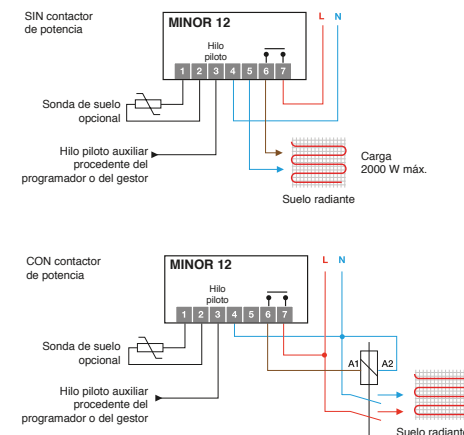 SIN contactor
de potencia
MINOR 12
L N
Hilo
piloto
1 2 3 4 5 6 7
Sonda de suelo
opcional
Hilo piloto auxiliar
procedente del
programador o del gestor
Carga
2000 W máx.
Suelo radiante
CON contactor
de potencia
MINOR 12
L N
Hilo
piloto
1 2 3 4 5 6 7
Sonda de suelo
opcional
A1 A2
Hilo piloto auxiliar
procedente del
programador o del gestor
Suelo radiante